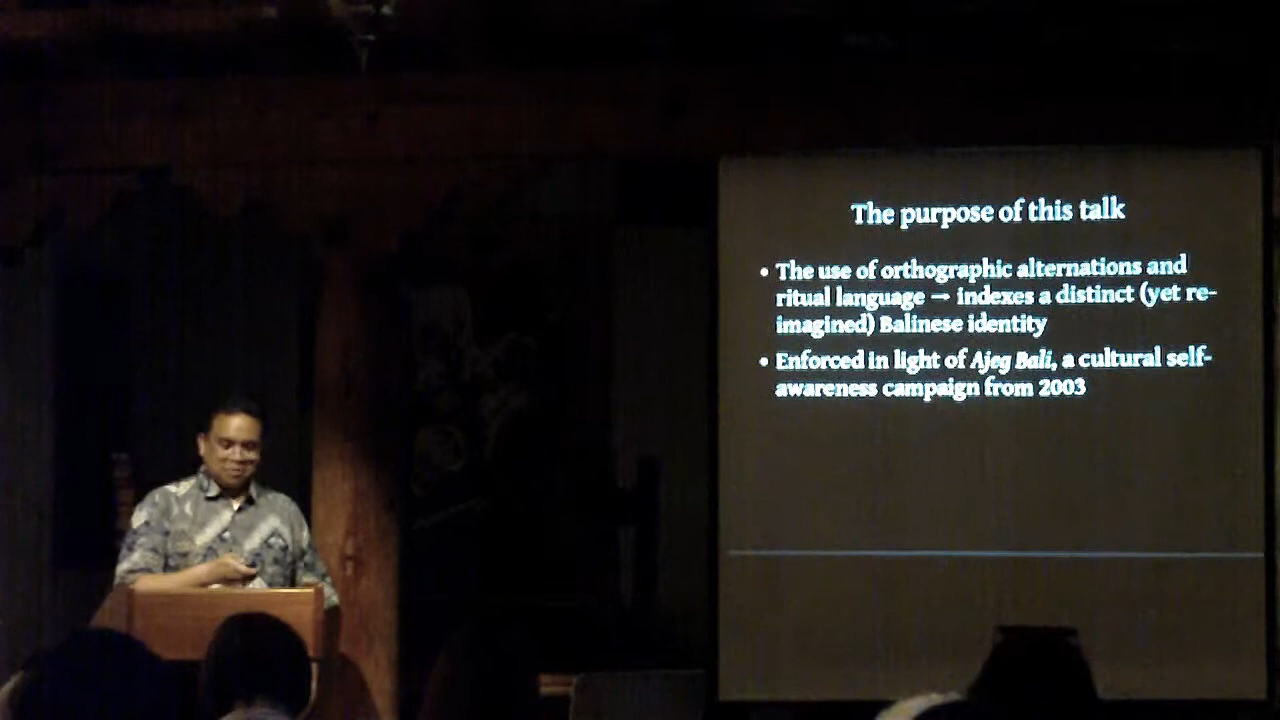 The purpose of this talk
• The use of orthographic alternations and
ritual language → indexes a distinct (yet re-
imagined) Balinese identity
• Enforced in light of Ajeg Bali, a cultural self-
awareness campaign from 2003